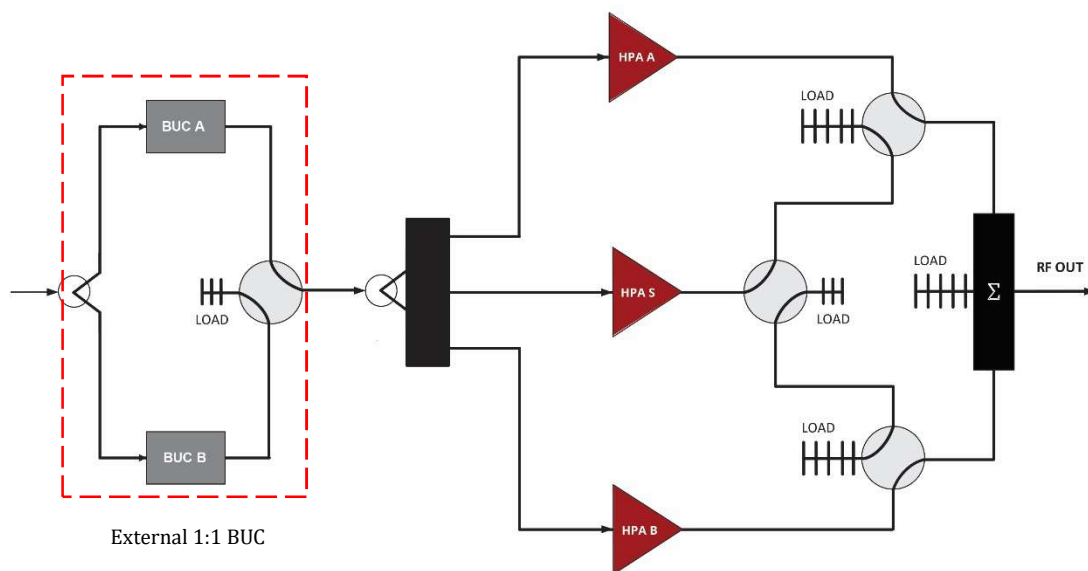 HPA A
LOAD
BUC A
RF OUT
LOAD
HPA S
LOAD
LOAD
Σ
LOAD
BUC B
HPA B
External 1:1 BUC